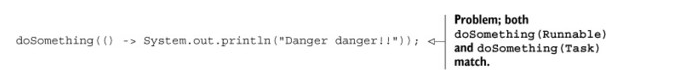 doSomething(() -> System.out.println("Danger danger!!"));
Problem; both
doSomething(Runnable)
and doSomething(Task)
match.